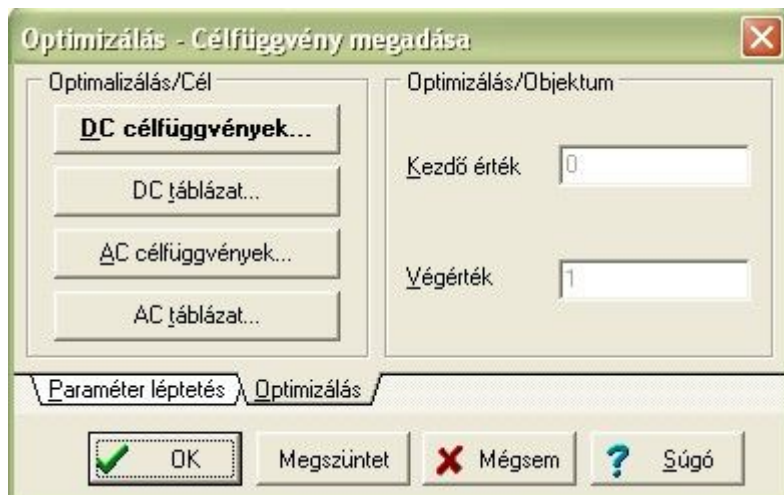 Optimizálás - Célfüggvény megadása
Optimalizálás/Cél
DC célfüggvények...
DC táblázat...
AC célfüggvények...
AC táblázat...
Optimizálás/Objektum
Kezdő érték 0
Végérték 1
Paraméter léptetés Optimizálás
OK Megszüntet Mégsem ? Súgó